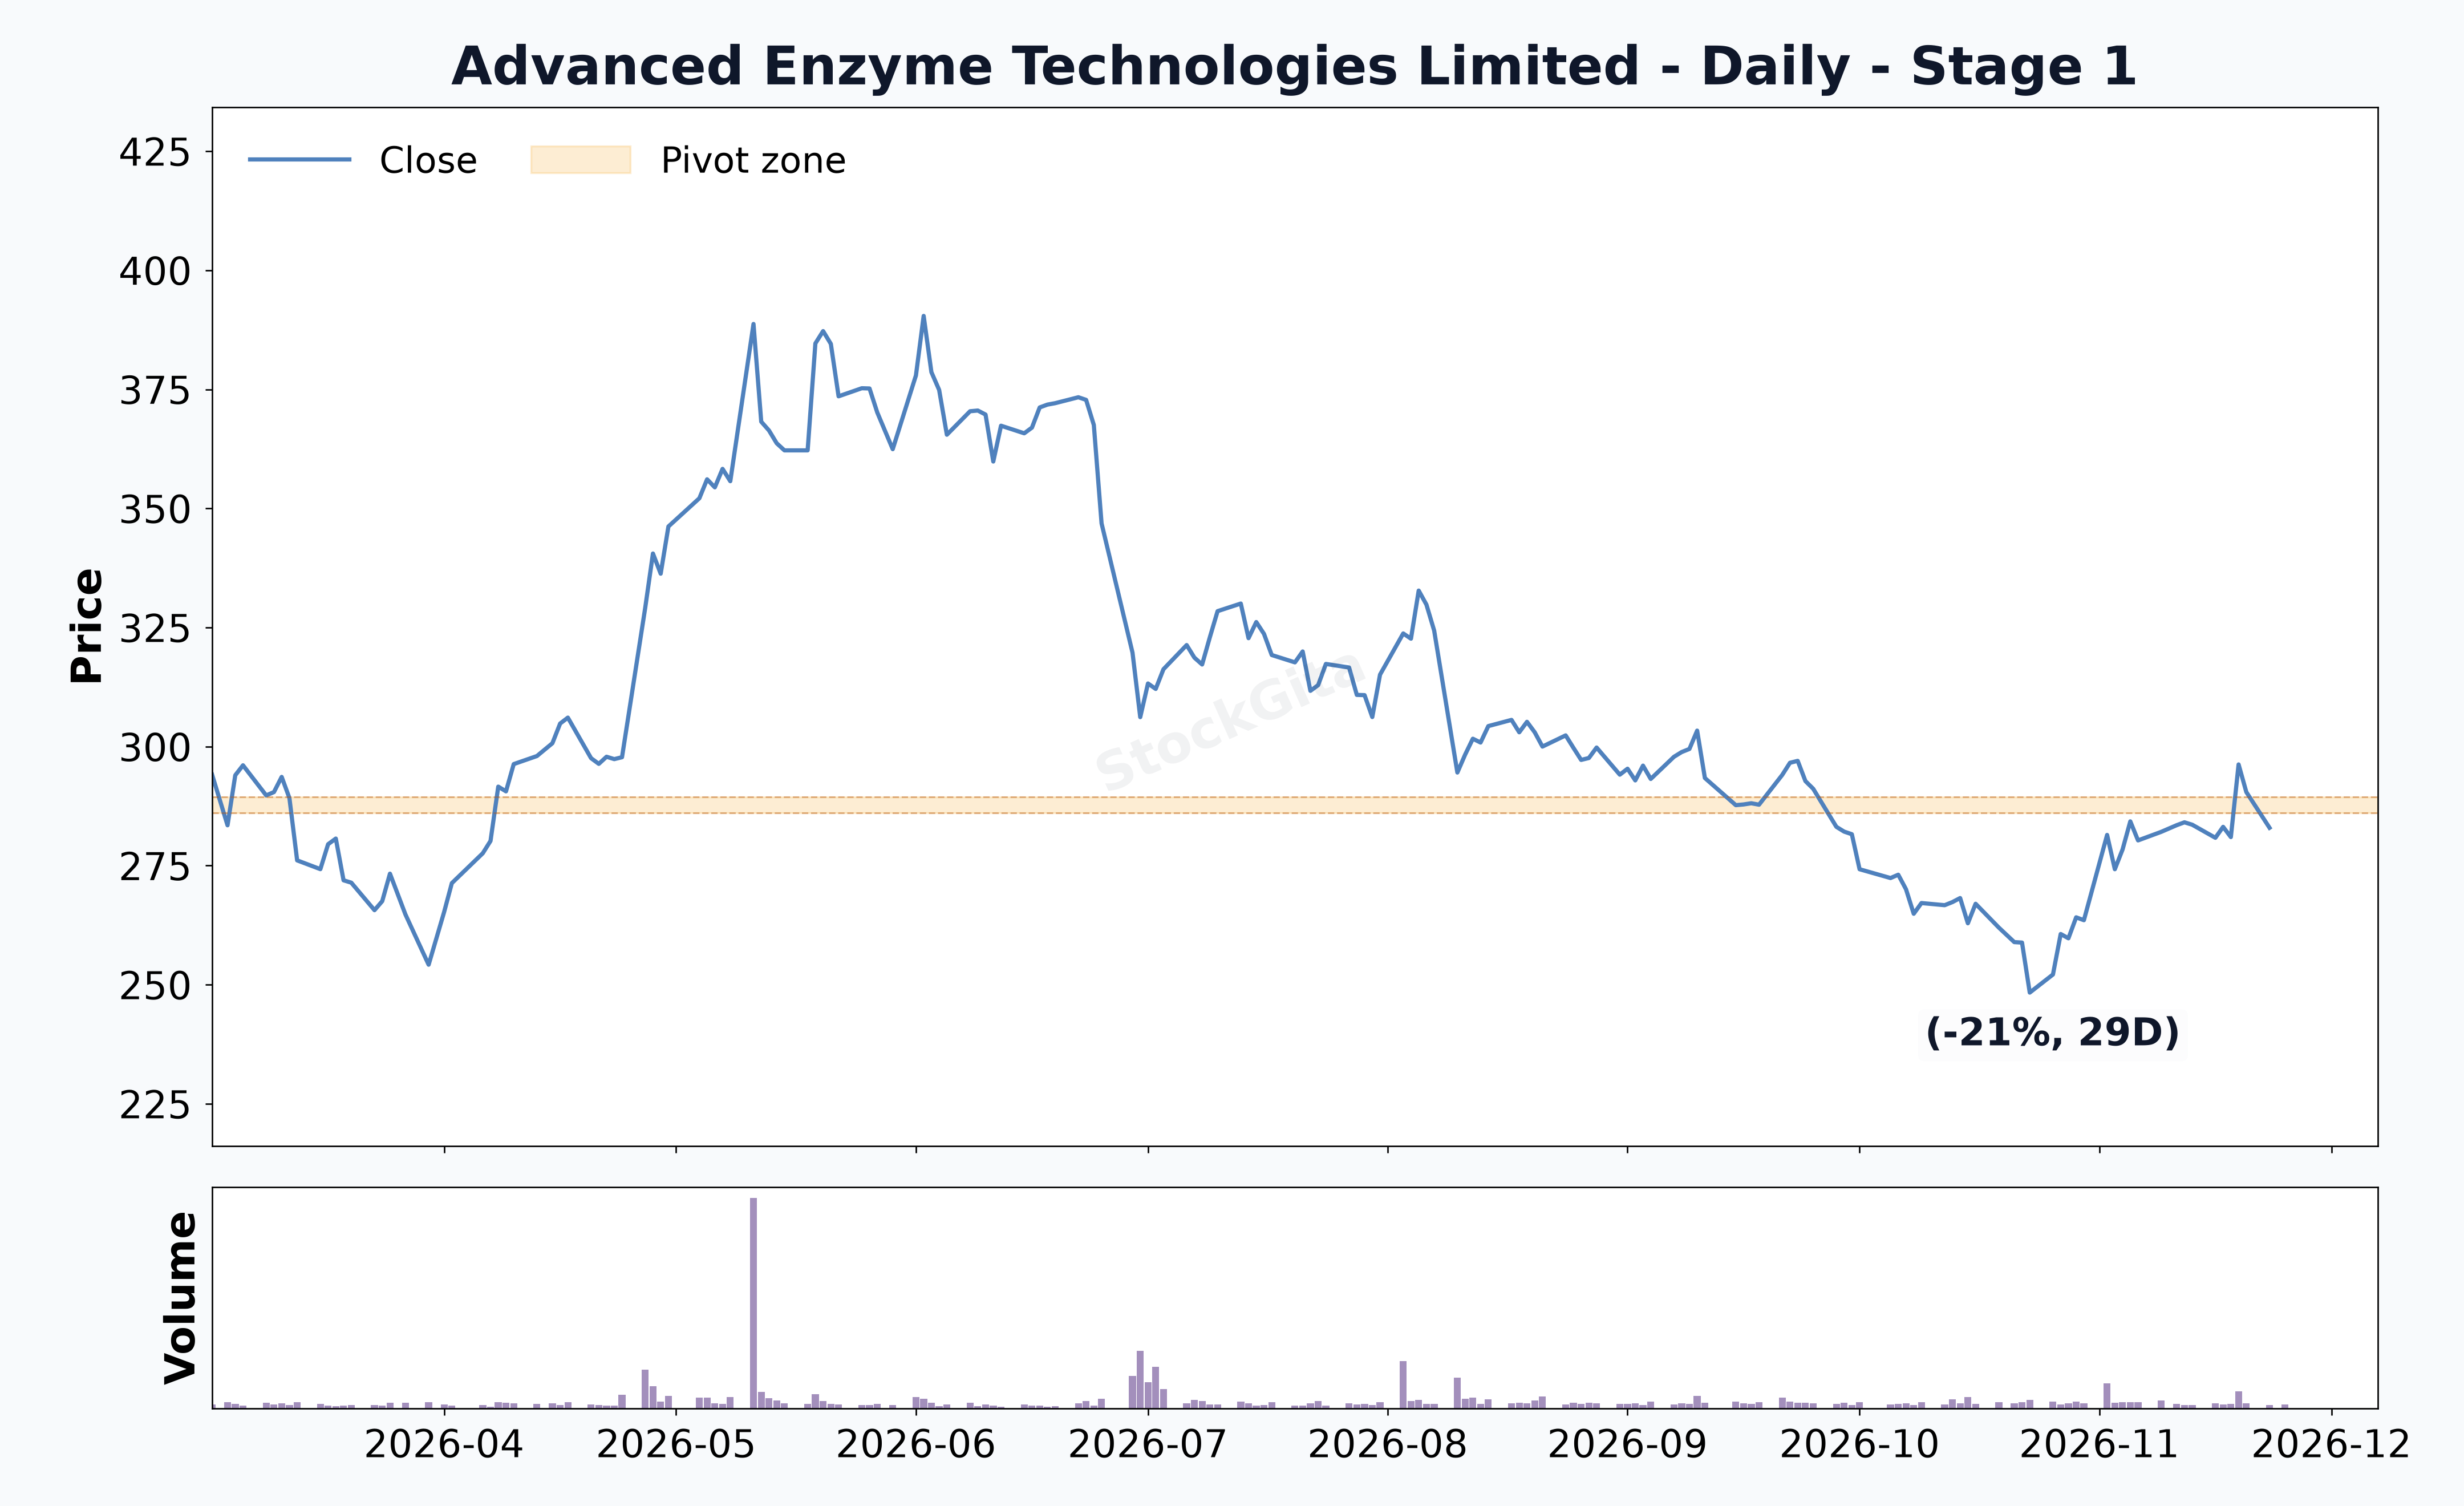 Advanced Enzyme Technologies Limited - Daily - Stage 1
Close
Pivot zone
Price
425
400
375
350
325
300
275
250
225
StockGita
(-21%, 29D)
Volume
2026-04
2026-05
2026-06
2026-07
2026-08
2026-09
2026-10
2026-11
2026-12